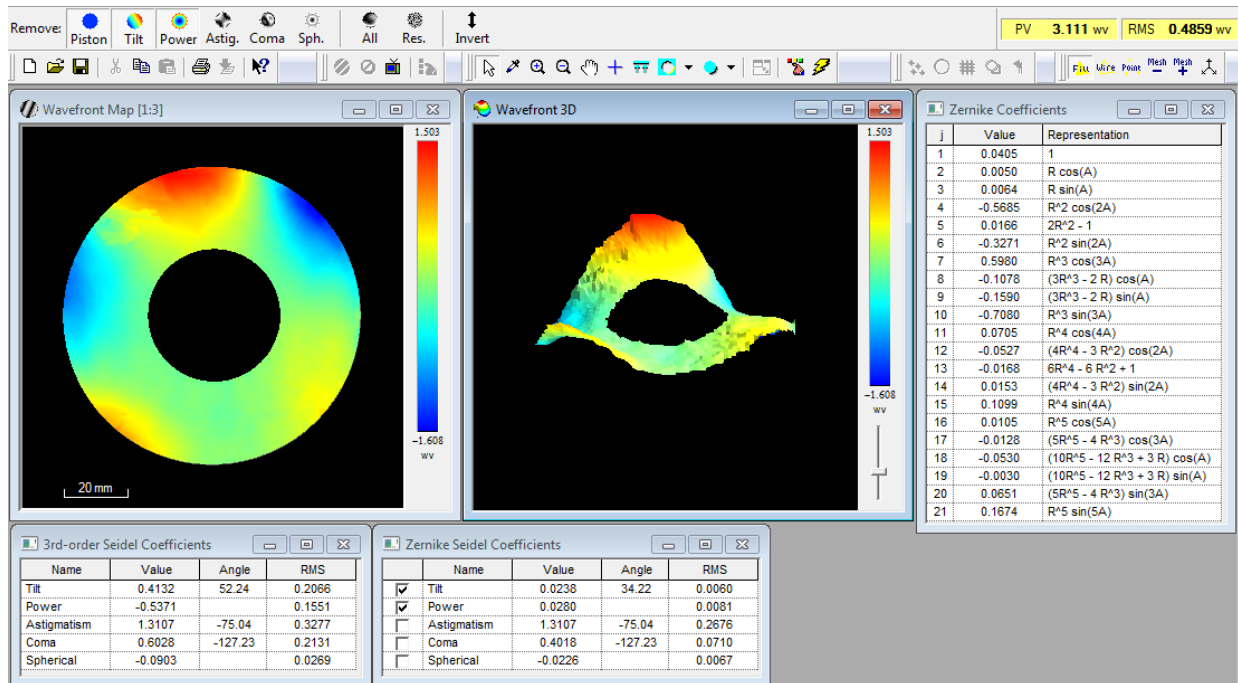 Remove: Piston Tilt Power Astig. Coma Sph. All Res. Invert
PV 3.111 wv RMS 0.4859 wv
Fill Wire Point Mesh Mesh
Wavefront Map [1:3]
1.503
−1.608
wv
20 mm
Wavefront 3D
1.503
−1.608
wv
Zernike Coefficients
j Value Representation
1 0.0405 1
2 0.0050 R cos(A)
3 0.0064 R sin(A)
4 -0.5685 R^2 cos(2A)
5 0.0166 2R^2 - 1
6 -0.3271 R^2 sin(2A)
7 0.5980 R^3 cos(3A)
8 -0.1078 (3R^3 - 2 R) cos(A)
9 -0.1590 (3R^3 - 2 R) sin(A)
10 -0.7080 R^3 sin(3A)
11 0.0705 R^4 cos(4A)
12 -0.0527 (4R^4 - 3 R^2) cos(2A)
13 -0.0168 6R^4 - 6 R^2 + 1
14 0.0153 (4R^4 - 3 R^2) sin(2A)
15 0.1099 R^4 sin(4A)
16 0.0105 R^5 cos(5A)
17 -0.0128 (5R^5 - 4 R^3) cos(3A)
18 -0.0530 (10R^5 - 12 R^3 + 3 R) cos(A)
19 -0.0030 (10R^5 - 12 R^3 + 3 R) sin(A)
20 0.0651 (5R^5 - 4 R^3) sin(3A)
21 0.1674 R^5 sin(5A)
3rd-order Seidel Coefficients
Name Value Angle RMS
Tilt 0.4132 52.24 0.2066
Power -0.5371 0.1551
Astigmatism 1.3107 -75.04 0.3277
Coma 0.6028 -127.23 0.2131
Spherical -0.0903 0.0269
Zernike Seidel Coefficients
Name Value Angle RMS
Tilt 0.0238 34.22 0.0060
Power 0.0280 0.0081
Astigmatism 1.3107 -75.04 0.2676
Coma 0.4018 -127.23 0.0710
Spherical -0.0226 0.0067